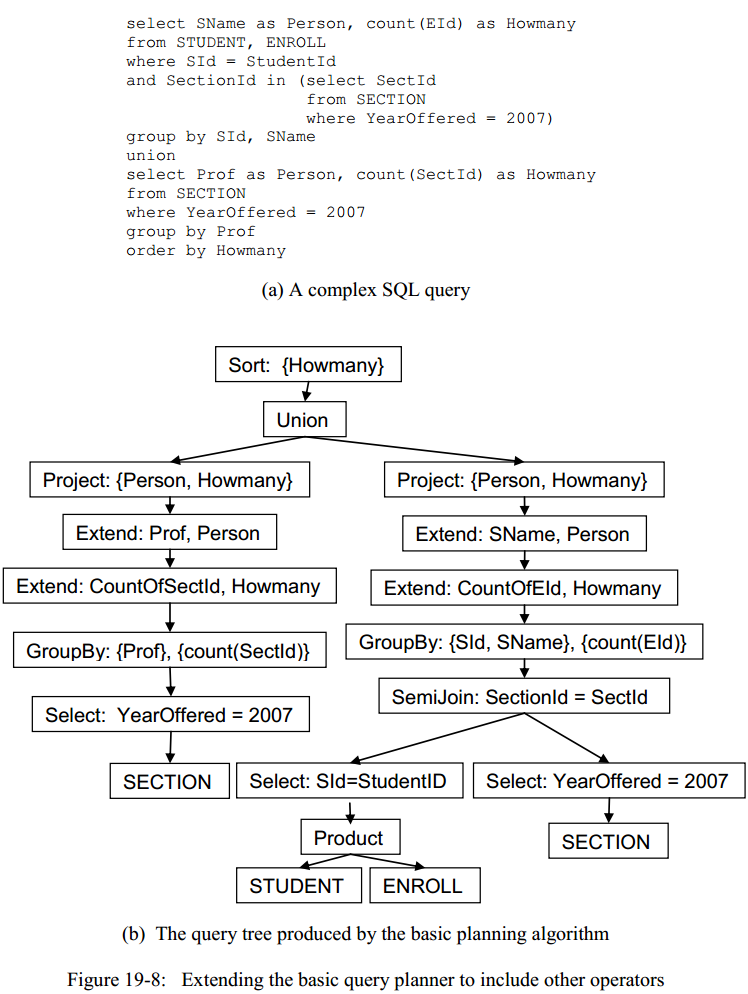 select SName as Person, count(EId) as Howmany
from STUDENT, ENROLL
where SId = StudentId
and SectionId in (select SectId
from SECTION
where YearOffered = 2007)
group by SId, SName
union
select Prof as Person, count(SectId) as Howmany
from SECTION
where YearOffered = 2007
group by Prof
order by Howmany
(a) A complex SQL query
Sort: {Howmany}
Union
Project: {Person, Howmany}
Project: {Person, Howmany}
Extend: Prof, Person
Extend: SName, Person
Extend: CountOfSectId, Howmany
Extend: CountOfEId, Howmany
GroupBy: {Prof}, {count(SectId)}
GroupBy: {SId, SName}, {count(EId)}
Select: YearOffered = 2007
SemiJoin: SectionId = SectId
SECTION
Select: SId=StudentID
Select: YearOffered = 2007
Product
SECTION
STUDENT
ENROLL
(b) The query tree produced by the basic planning algorithm
Figure 19-8: Extending the basic query planner to include other operators